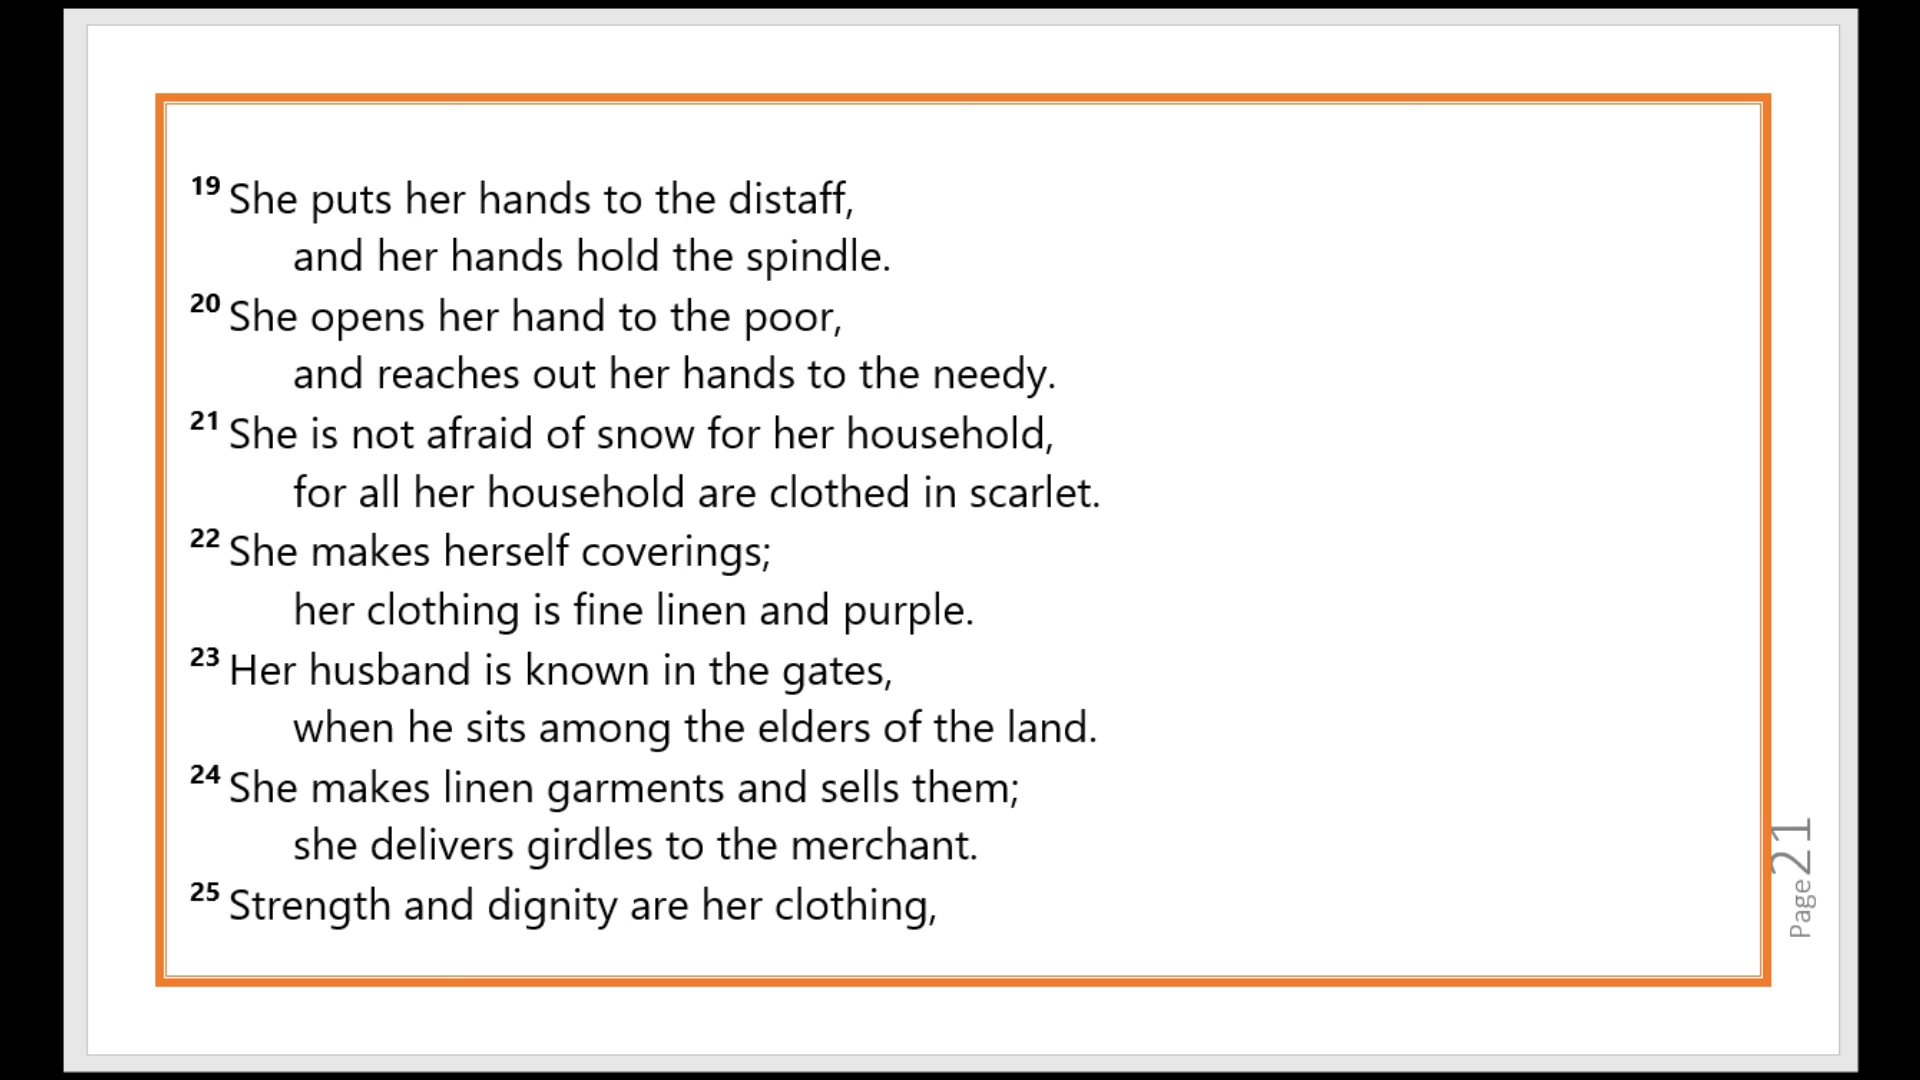 19 She puts her hands to the distaff,
and her hands hold the spindle.
20 She opens her hand to the poor,
and reaches out her hands to the needy.
21 She is not afraid of snow for her household,
for all her household are clothed in scarlet.
22 She makes herself coverings;
her clothing is fine linen and purple.
23 Her husband is known in the gates,
when he sits among the elders of the land.
24 She makes linen garments and sells them;
she delivers girdles to the merchant.
25 Strength and dignity are her clothing,
Page 21